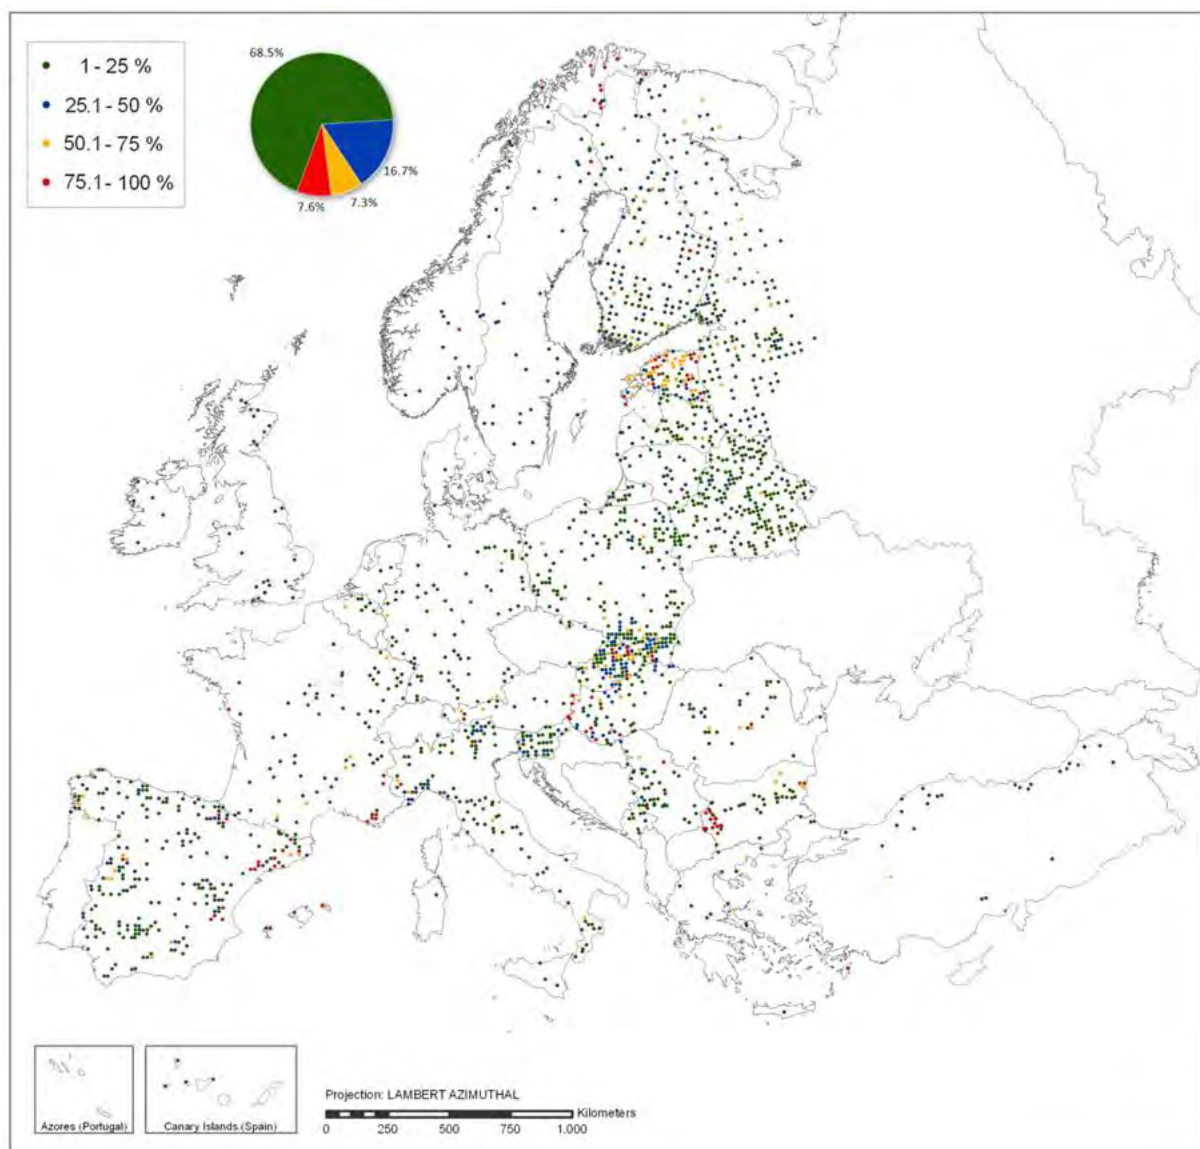 1 - 25 %
25.1 - 50 %
50.1 - 75 %
75.1 - 100 %
68.5%
16.7%
7.3%
7.6%
Projection: LAMBERT AZIMUTHAL
Kilometers
0 250 500 750 1.000
Azores (Portugal)
Canary Islands (Spain)